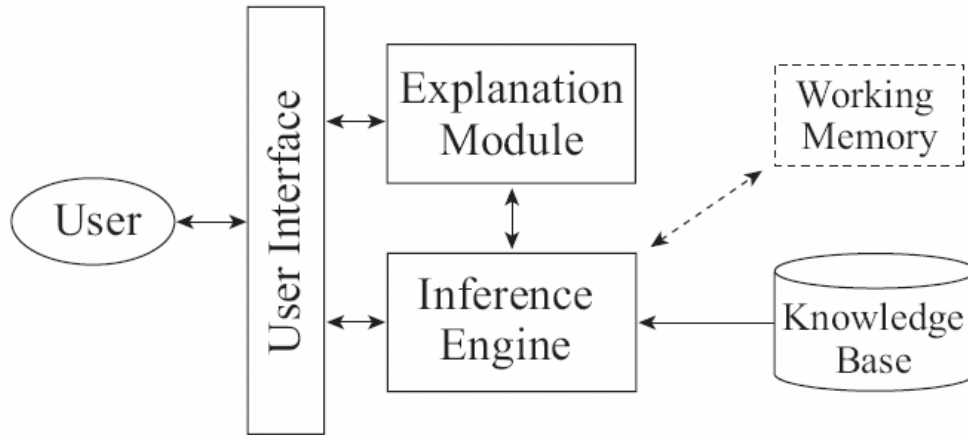 User
User Interface
Explanation
Module
Inference
Engine
Working
Memory
Knowledge
Base